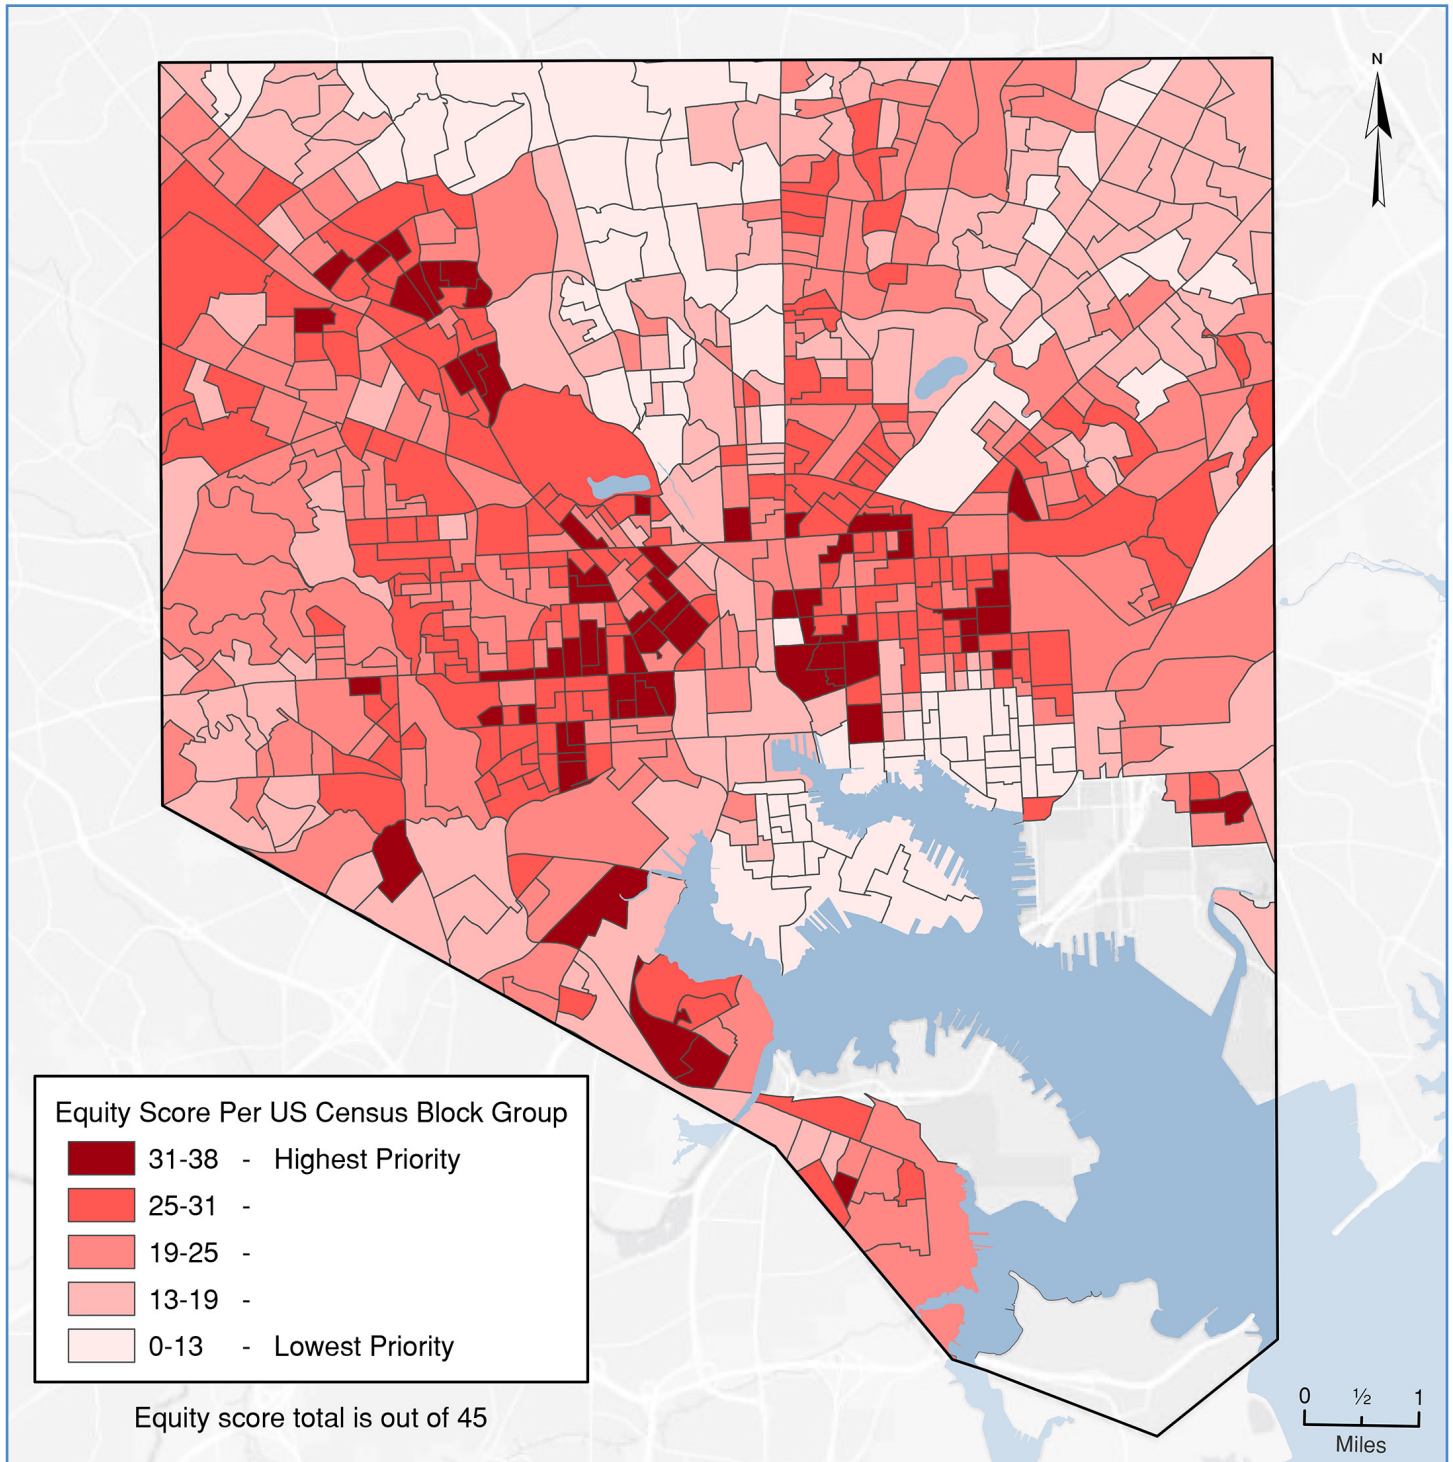 N
Equity Score Per US Census Block Group
31-38 - Highest Priority
25-31 -
19-25 -
13-19 -
0-13 - Lowest Priority
Equity score total is out of 45
0 ½ 1
Miles